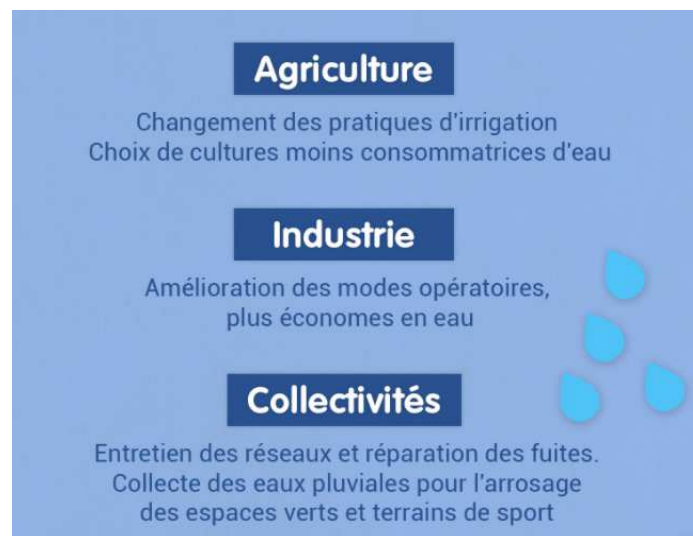 Agriculture
Changement des pratiques d'irrigation
Choix de cultures moins consommatrices d'eau
Industrie
Amélioration des modes opératoires,
plus économes en eau
Collectivités
Entretien des réseaux et réparation des fuites.
Collecte des eaux pluviales pour l'arrosage
des espaces verts et terrains de sport